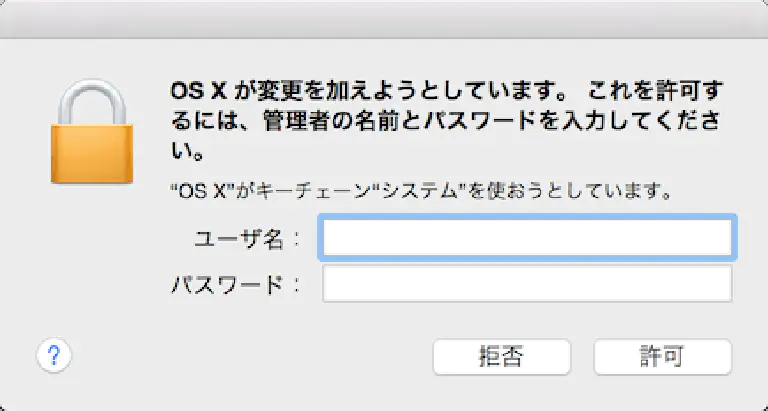 OS X が変更を加えようとしています。 これを許可す
るには、管理者の名前とパスワードを入力してくださ
い。
“OS X”がキーチェーン“システム”を使おうとしています。
ユーザ名：
パスワード：
?
拒否
許可